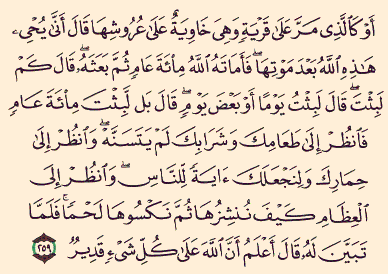 أَوْ كَٱلَّذِى مَرَّ عَلَىٰ قَرْيَةٍ وَهِىَ خَاوِيَةٌ عَلَىٰ عُرُوشِهَا قَالَ أَنَّىٰ يُحْىِۦ
هَٰذِهِ ٱللَّهُ بَعْدَ مَوْتِهَا ۖ فَأَمَاتَهُ ٱللَّهُ مِا۟ئَةَ عَامٍ ثُمَّ بَعَثَهُۥ ۖ قَالَ كَمْ
لَبِثْتَ ۖ قَالَ لَبِثْتُ يَوْمًا أَوْ بَعْضَ يَوْمٍ ۖ قَالَ بَل لَّبِثْتَ مِا۟ئَةَ عَامٍ
فَٱنظُرْ إِلَىٰ طَعَامِكَ وَشَرَابِكَ لَمْ يَتَسَنَّهْ ۖ وَٱنظُرْ إِلَىٰ
حِمَارِكَ وَلِنَجْعَلَكَ ءَايَةً لِّلنَّاسِ ۖ وَٱنظُرْ إِلَى
ٱلْعِظَامِ كَيْفَ نُنشِزُهَا ثُمَّ نَكْسُوهَا لَحْمًا ۚ فَلَمَّا
تَبَيَّنَ لَهُۥ قَالَ أَعْلَمُ أَنَّ ٱللَّهَ عَلَىٰ كُلِّ شَىْءٍ قَدِيرٌ ٢٥٩